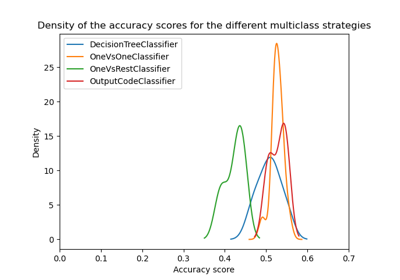 Density of the accuracy scores for the different multiclass strategies
DecisionTreeClassifier
OneVsOneClassifier
OneVsRestClassifier
OutputCodeClassifier
Density
25
20
15
10
5
0
0.0 0.1 0.2 0.3 0.4 0.5 0.6 0.7
Accuracy score